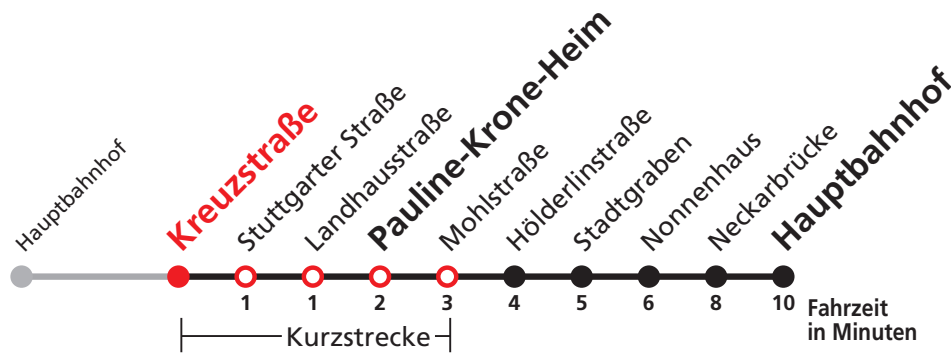 Hauptbahnhof
Kreuzstraße
Stuttgarter Straße
Landhausstraße
Pauline-Krone-Heim
Mohlstraße
Hölderlinstraße
Stadtgraben
Nonnenhaus
Neckarbrücke
Hauptbahnhof
1 1 2 3 4 5 6 8 10
Fahrzeit
in Minuten
Kurzstrecke